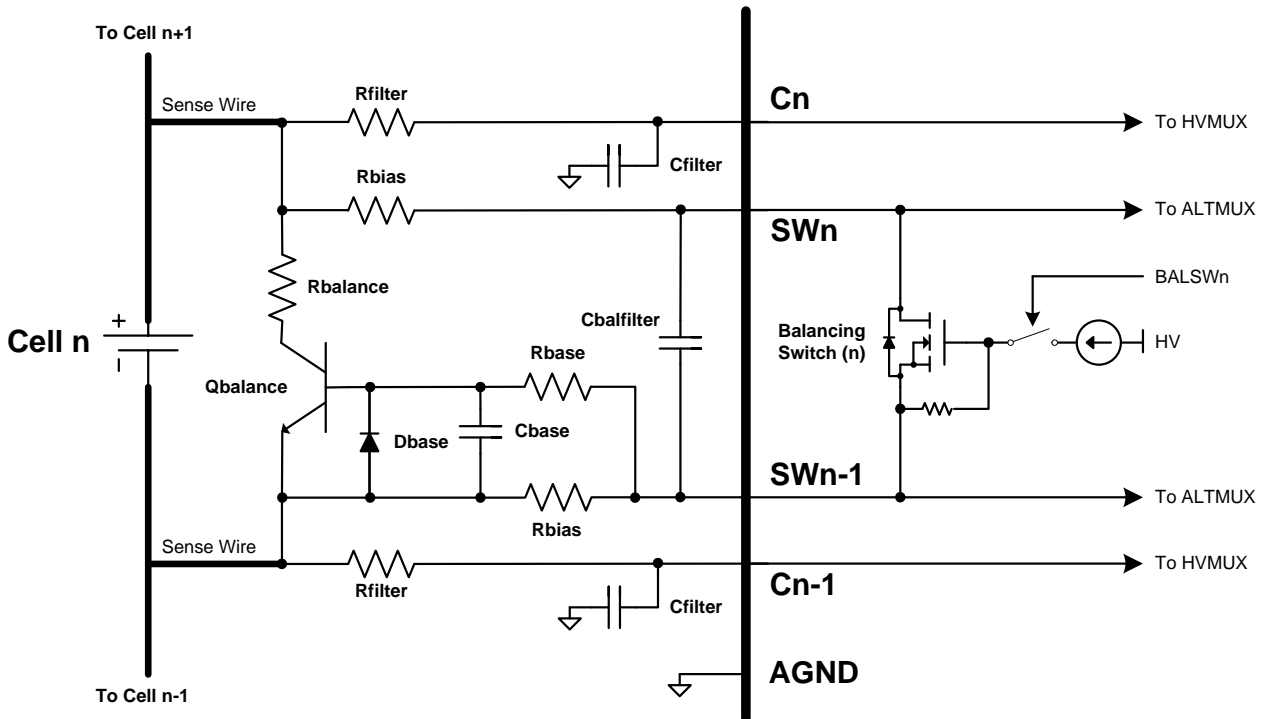 To Cell n+1
Sense Wire
Rfilter
Cn
To HVMUX
Cfilter
Rbias
SWn
To ALTMUX
Rbalance
BALSWn
Cbalfilter
Balancing
Switch (n)
HV
Cell n
+
–
Qbalance
Rbase
Dbase
Cbase
SWn-1
To ALTMUX
Rbias
Sense Wire
Rfilter
Cn-1
To HVMUX
Cfilter
AGND
To Cell n-1